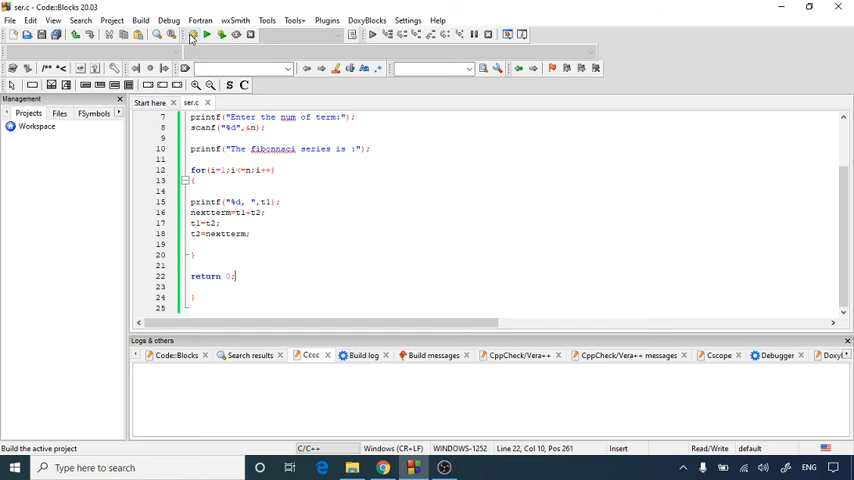 ser.c - Code::Blocks 20.03
File Edit View Search Project Build Debug Fortran wxSmith Tools Tools+ Plugins DoxyBlocks Settings Help
/** *<
Aa .*
S C
Management
Start here ser.c
Projects Files FSymbols
Workspace
7 printf("Enter the num of term:");
8 scanf("%d",&n);
9
10 printf("The fibonnaci series is :");
11
12 for(i=1;i<=n;i++)
13 {
14
15 printf("%d, ",t1);
16 nextterm=t1+t2;
17 t1=t2;
18 t2=nextterm;
19
20 }
21
22 return 0;
23
24 }
25
Logs & others
Code::Blocks Search results Cccc Build log Build messages CppCheck/Vera++ CppCheck/Vera++ messages Cscope Debugger Doxy
Build the active project C/C++ Windows (CR+LF) WINDOWS-1252 Line 22, Col 10, Pos 261 Insert Read/Write default
Type here to search
ENG